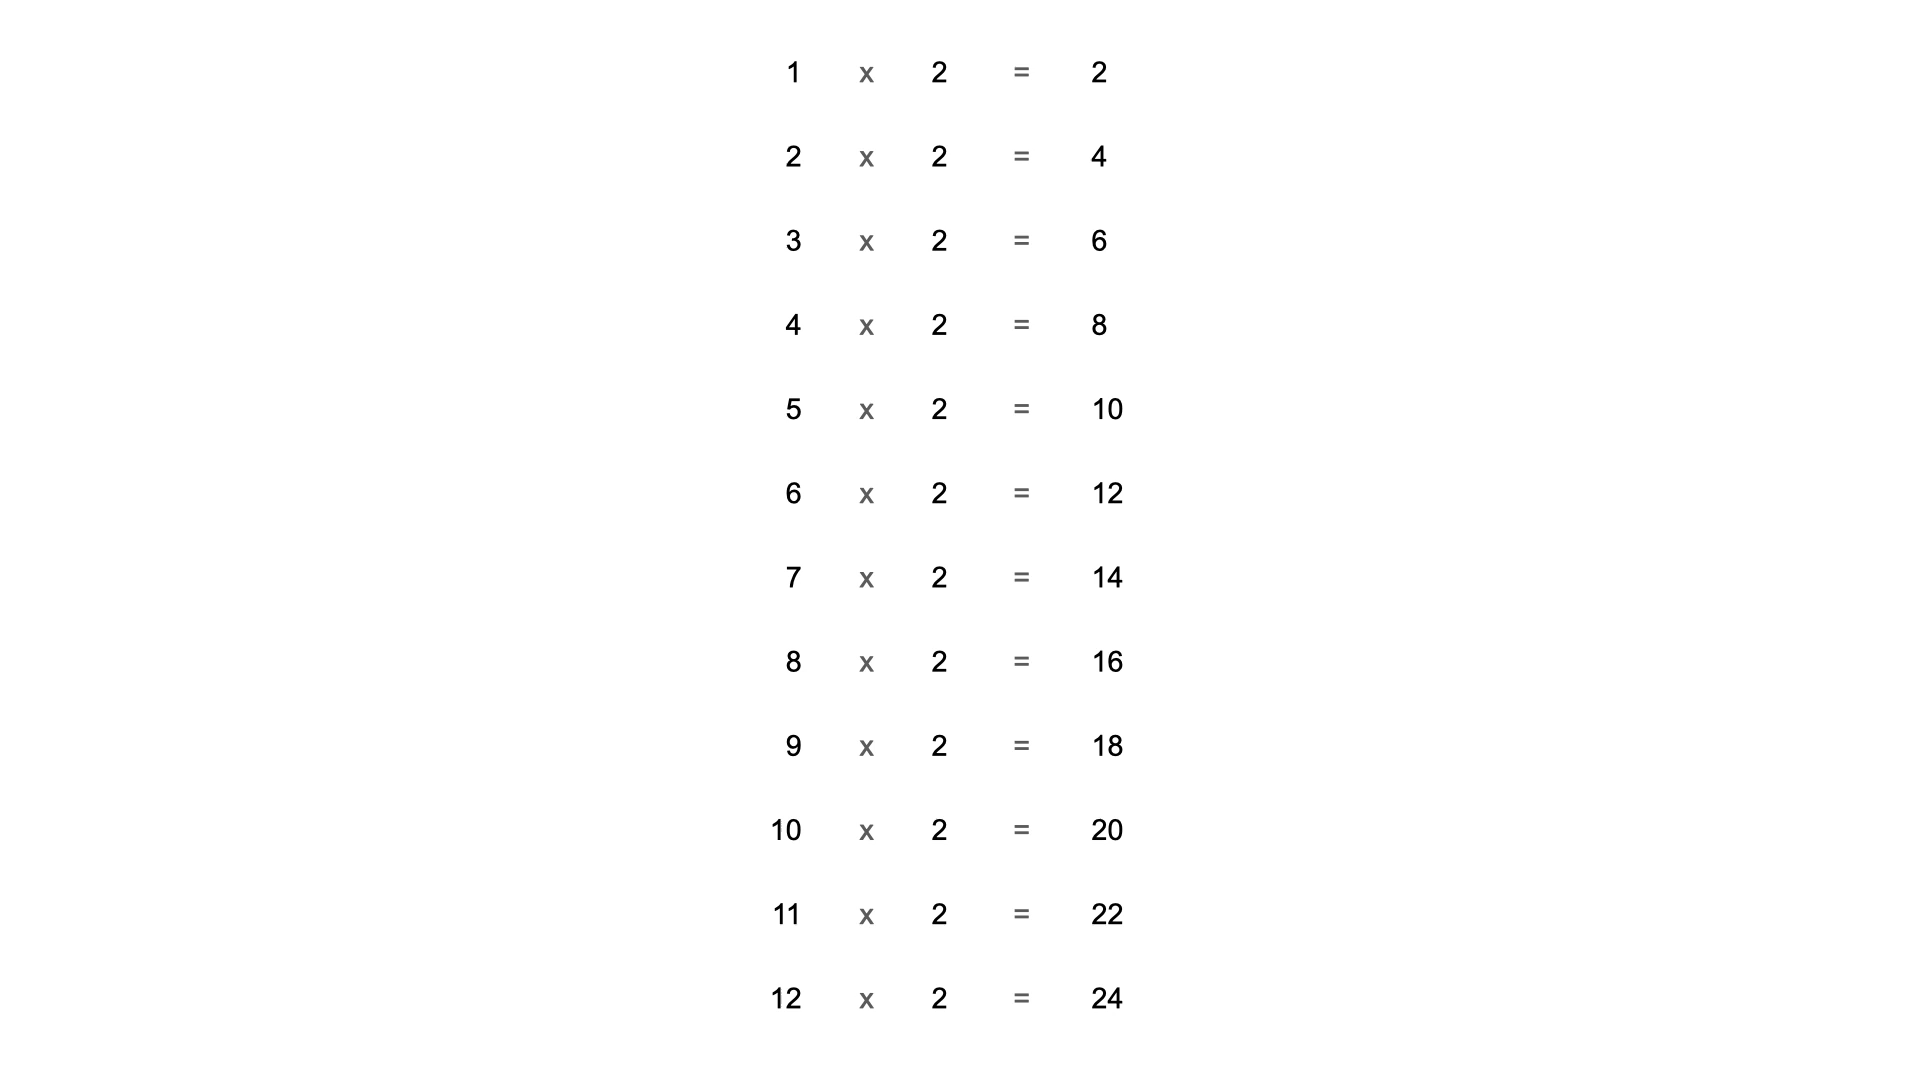 1 x 2 = 2
2 x 2 = 4
3 x 2 = 6
4 x 2 = 8
5 x 2 = 10
6 x 2 = 12
7 x 2 = 14
8 x 2 = 16
9 x 2 = 18
10 x 2 = 20
11 x 2 = 22
12 x 2 = 24